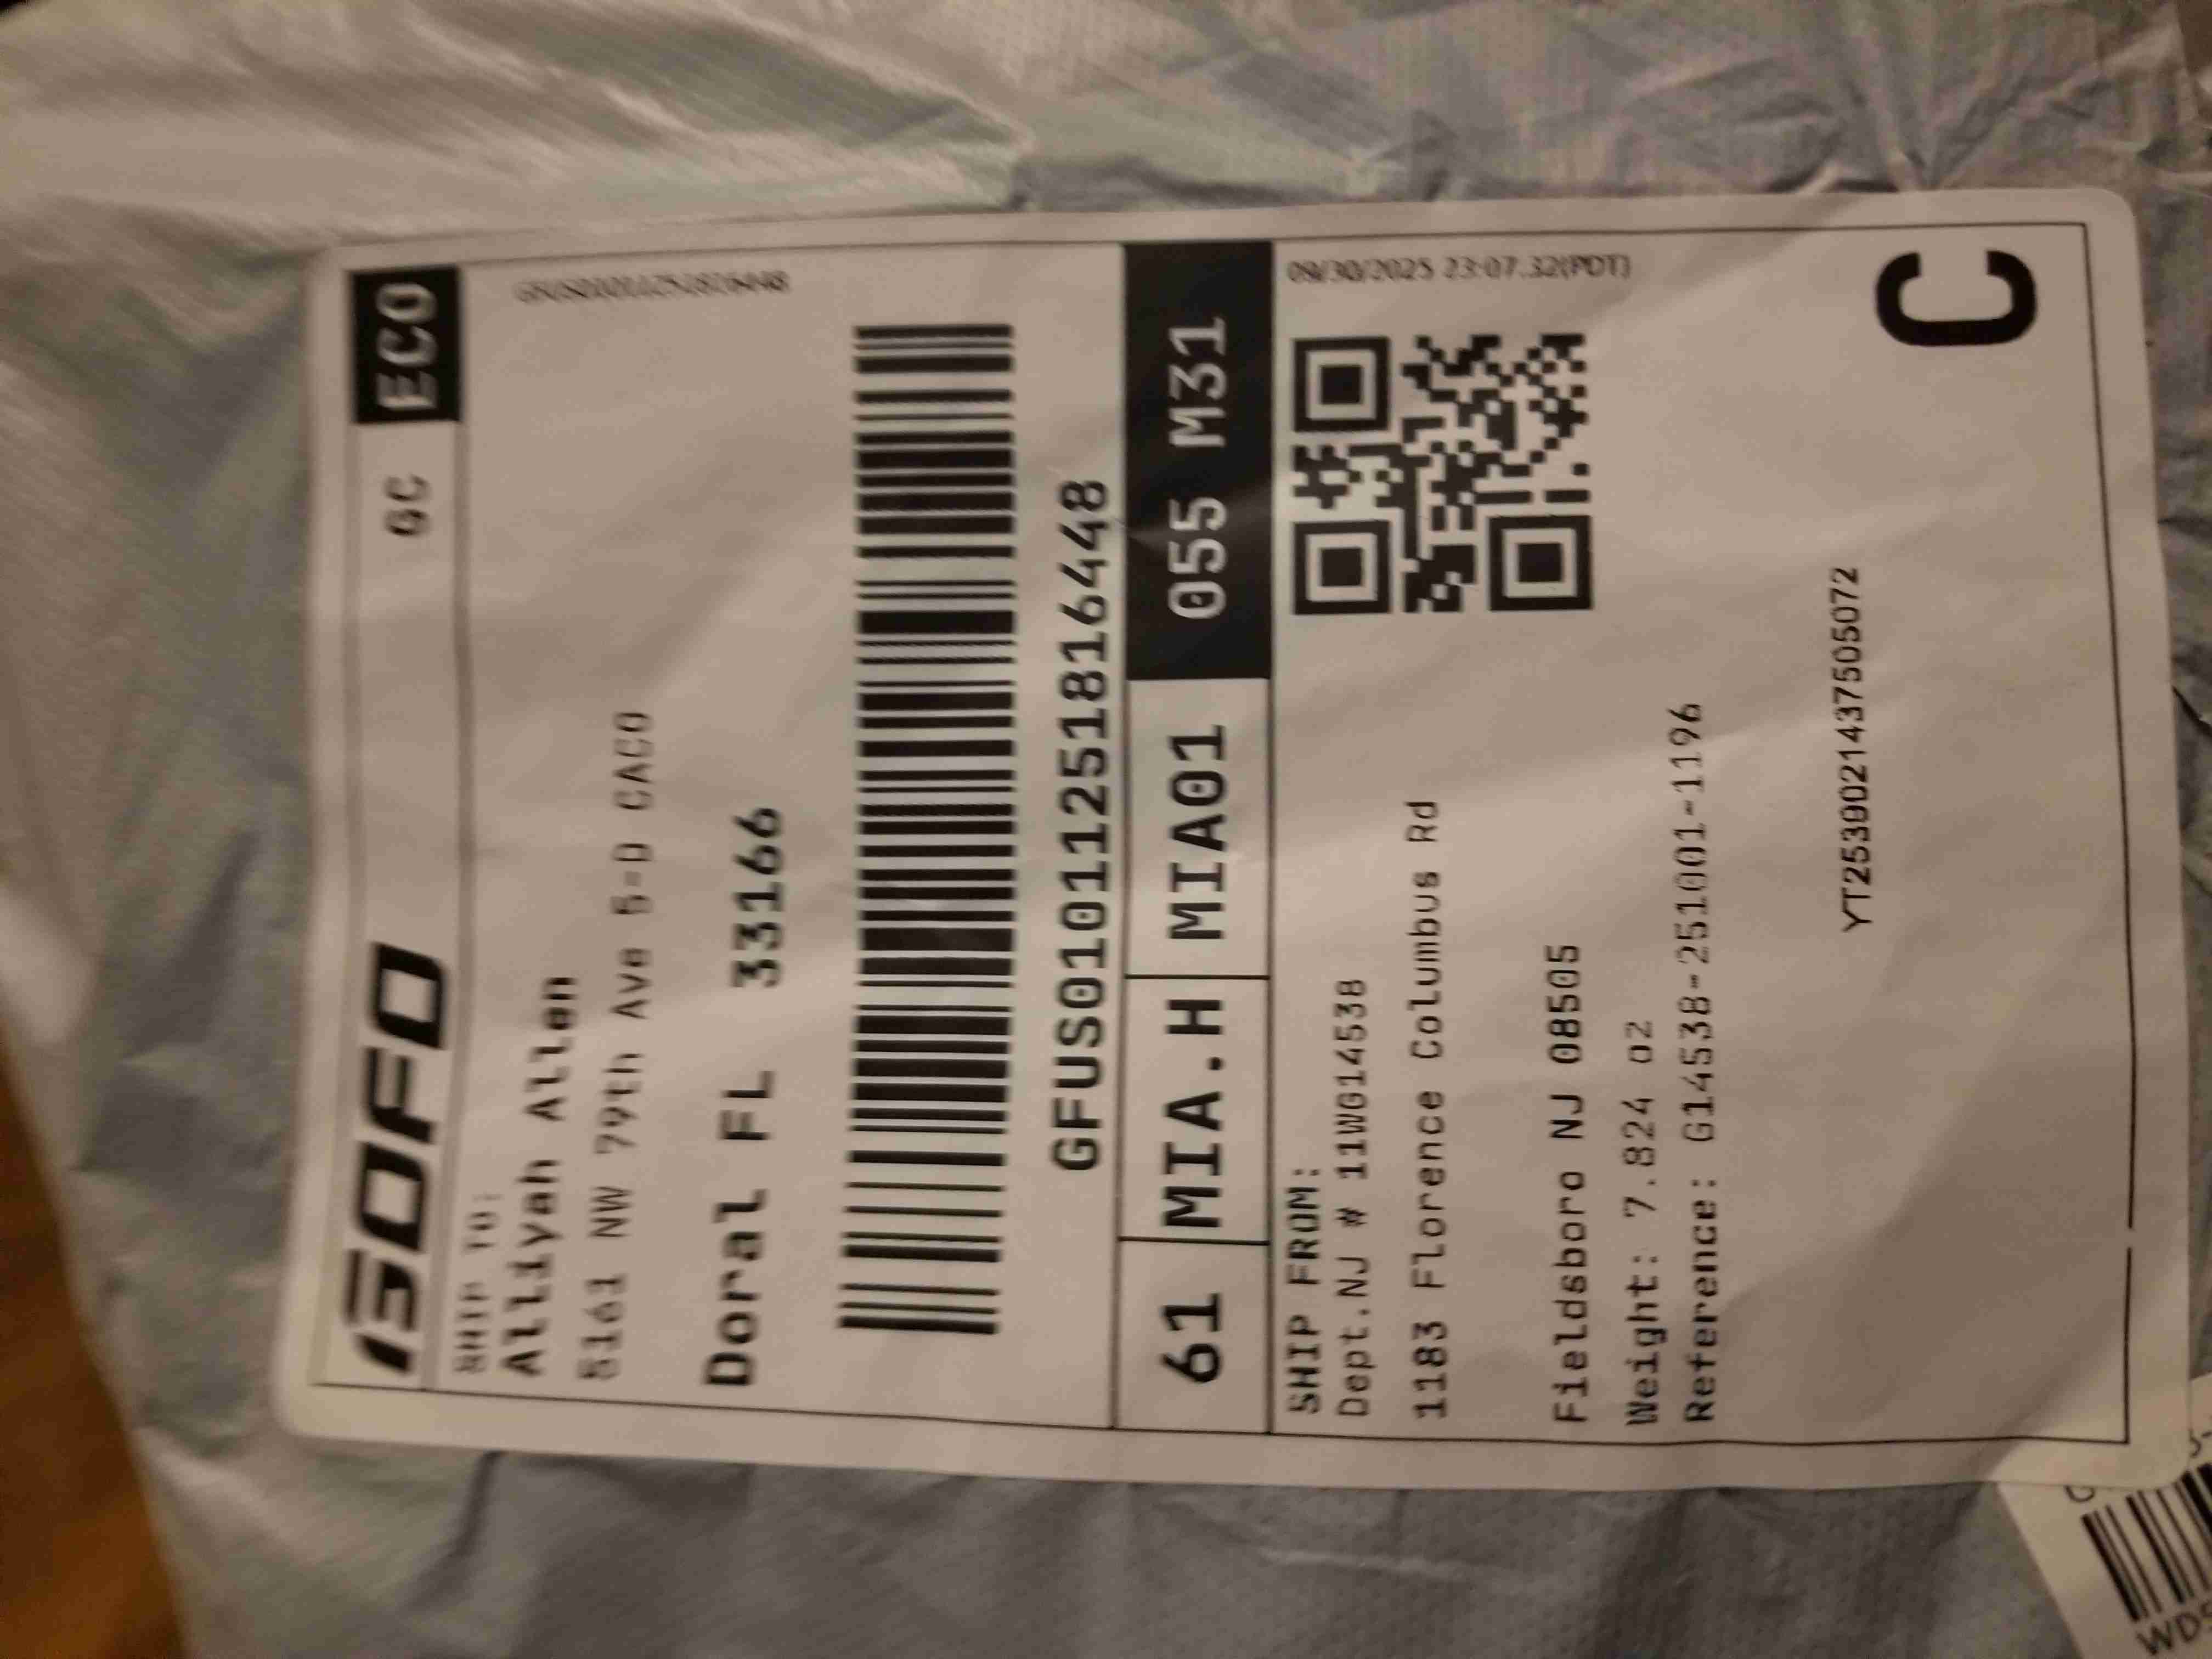 GOFO
GC ECO
SHIP TO:
Alliyah Allen
5161 NW 79th Ave 5-D CACO
Doral FL 33166
GFUS01011251816448
61 MIA.H MIA01 055 M31
SHIP FROM:
09/30/2025 23:07:32(PDT)
Dept.NJ # 11WG14538
1183 Florence Columbus Rd
Fieldsboro NJ 08505
Weight: 7.824 oz
Reference: G14538-251001-1196
YT2539021437505072
C